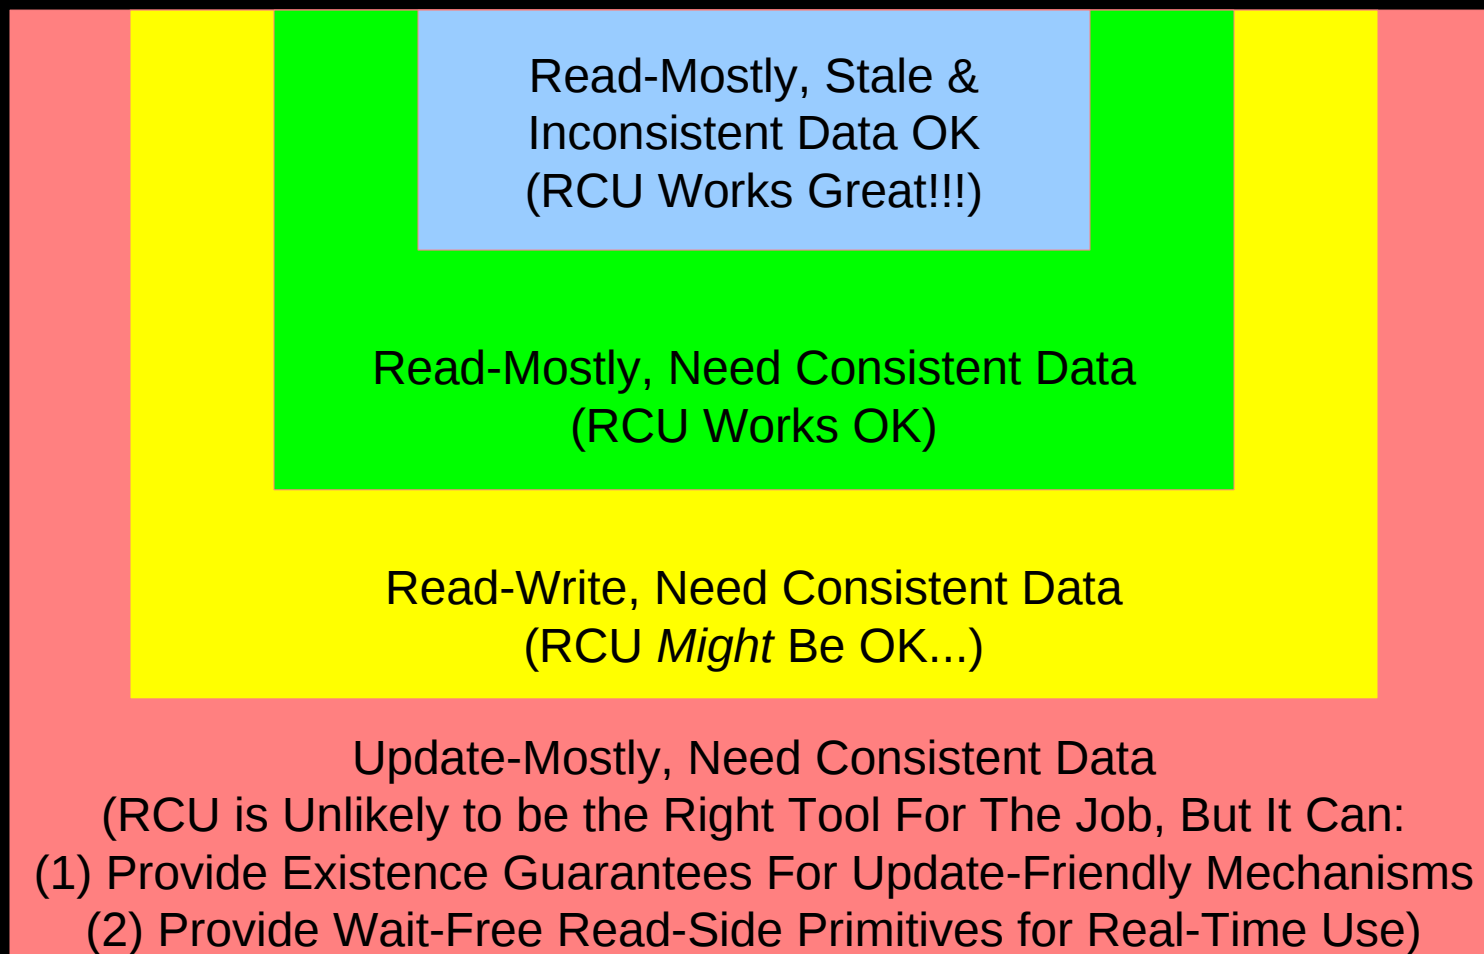 Read-Mostly, Stale &
Inconsistent Data OK
(RCU Works Great!!!)
Read-Mostly, Need Consistent Data
(RCU Works OK)
Read-Write, Need Consistent Data
(RCU Might Be OK...)
Update-Mostly, Need Consistent Data
(RCU is Unlikely to be the Right Tool For The Job, But It Can:
(1) Provide Existence Guarantees For Update-Friendly Mechanisms
(2) Provide Wait-Free Read-Side Primitives for Real-Time Use)